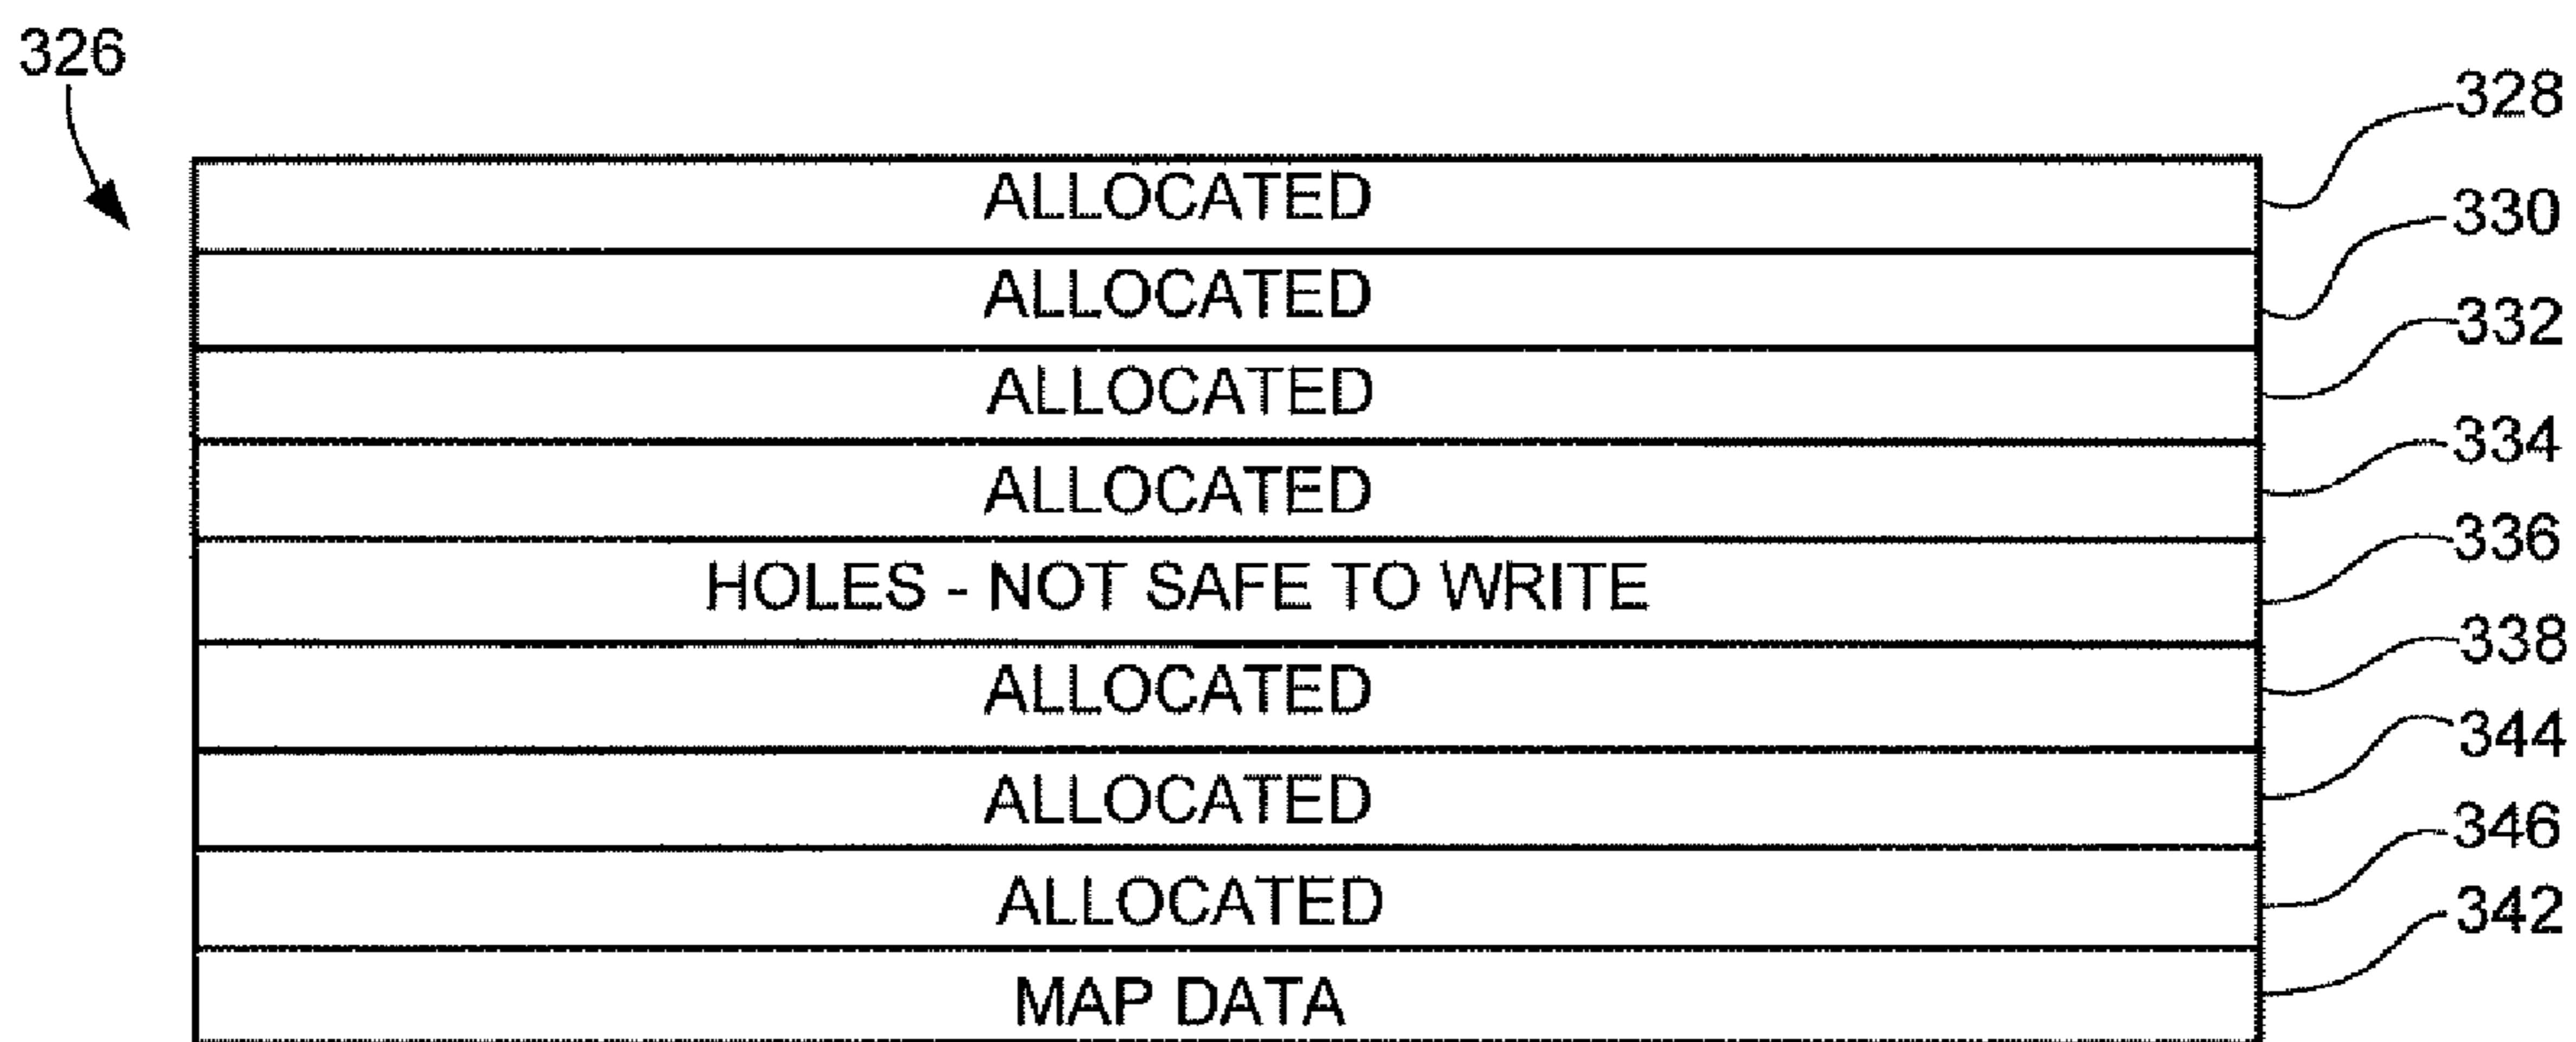 326
328
ALLOCATED
330
ALLOCATED
332
ALLOCATED
334
ALLOCATED
336
HOLES - NOT SAFE TO WRITE
338
ALLOCATED
344
ALLOCATED
346
ALLOCATED
342
MAP DATA